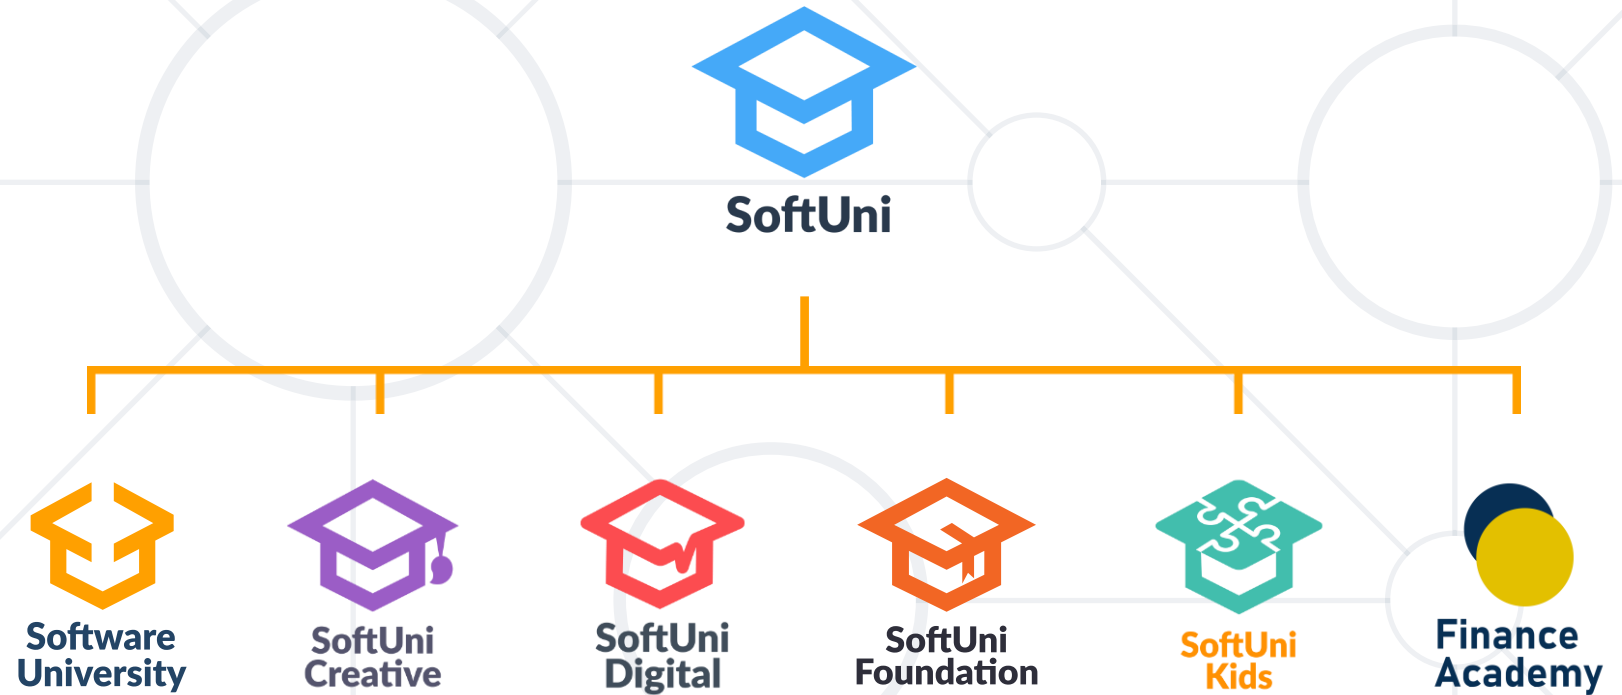 SoftUni
Software
University
SoftUni
Creative
SoftUni
Digital
SoftUni
Foundation
SoftUni
Kids
Finance
Academy